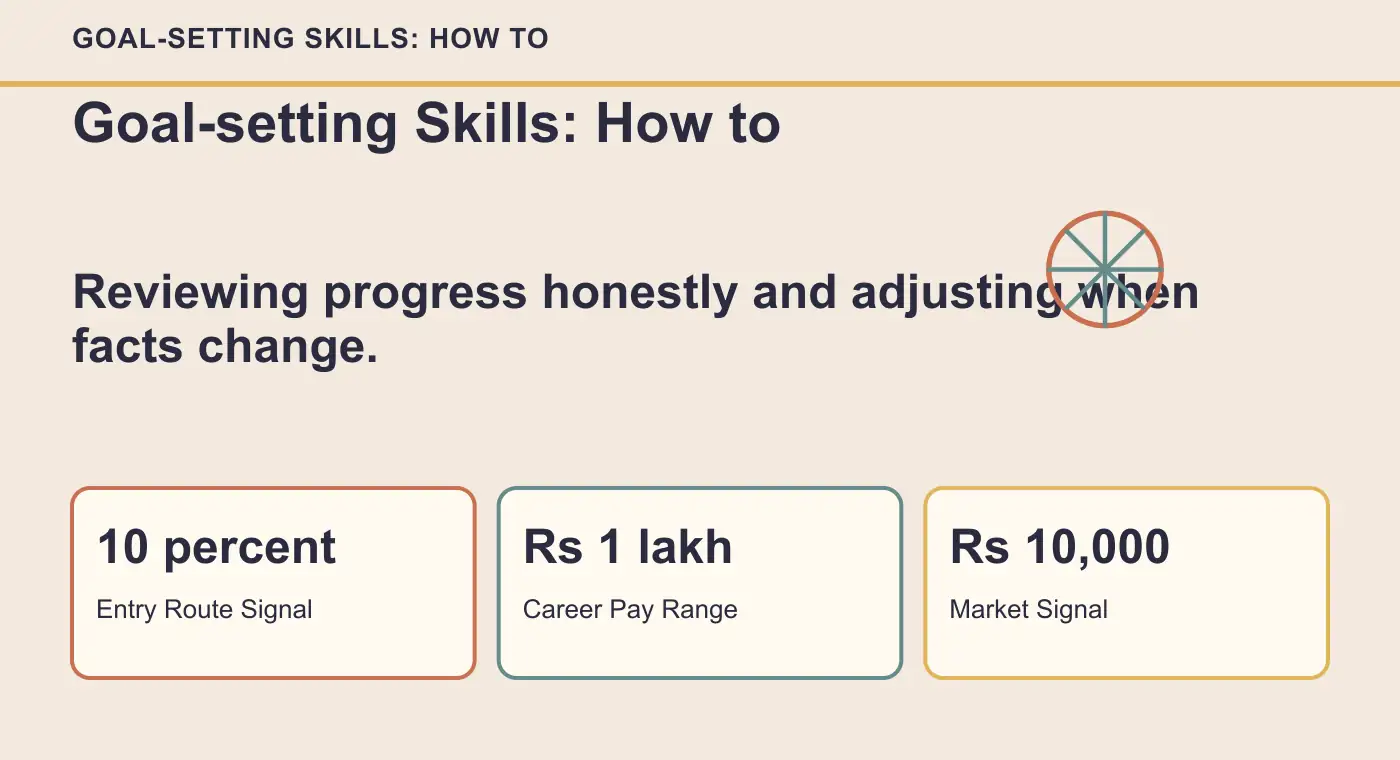 GOAL-SETTING SKILLS: HOW TO
Goal-setting Skills: How to
Reviewing progress honestly and adjusting when
facts change.
10 percent
Entry Route Signal
Rs 1 lakh
Career Pay Range
Rs 10,000
Market Signal